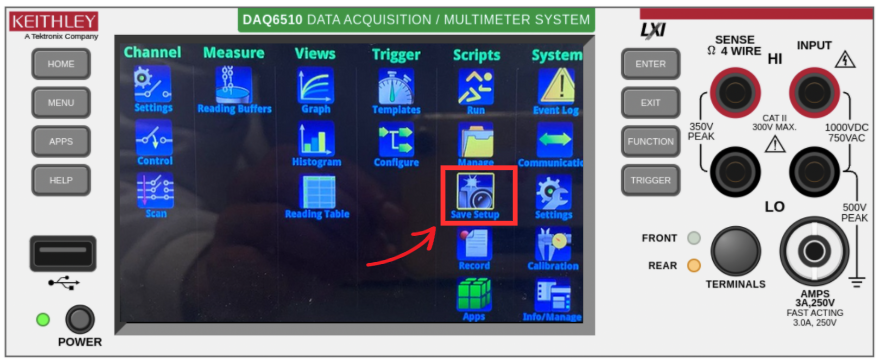 KEITHLEY
A Tektronix Company
DAQ6510 DATA ACQUISITION / MULTIMETER SYSTEM
HOME
MENU
APPS
HELP
POWER
Channel Measure Views Trigger Scripts System
Settings Reading Buffers Graph Templates Run Event Log
Control Histogram Configure Manage Communicatio
Scan Reading Table Save Setup Settings
Record Calibration
Apps Info/Manage
LXI
ENTER
EXIT
FUNCTION
TRIGGER
SENSE
Ω 4 WIRE
HI
INPUT
350V
PEAK
CAT II
300V MAX.
1000VDC
750VAC
LO
500V
PEAK
FRONT
REAR
TERMINALS
AMPS
3A,250V
FAST ACTING
3.0A, 250V